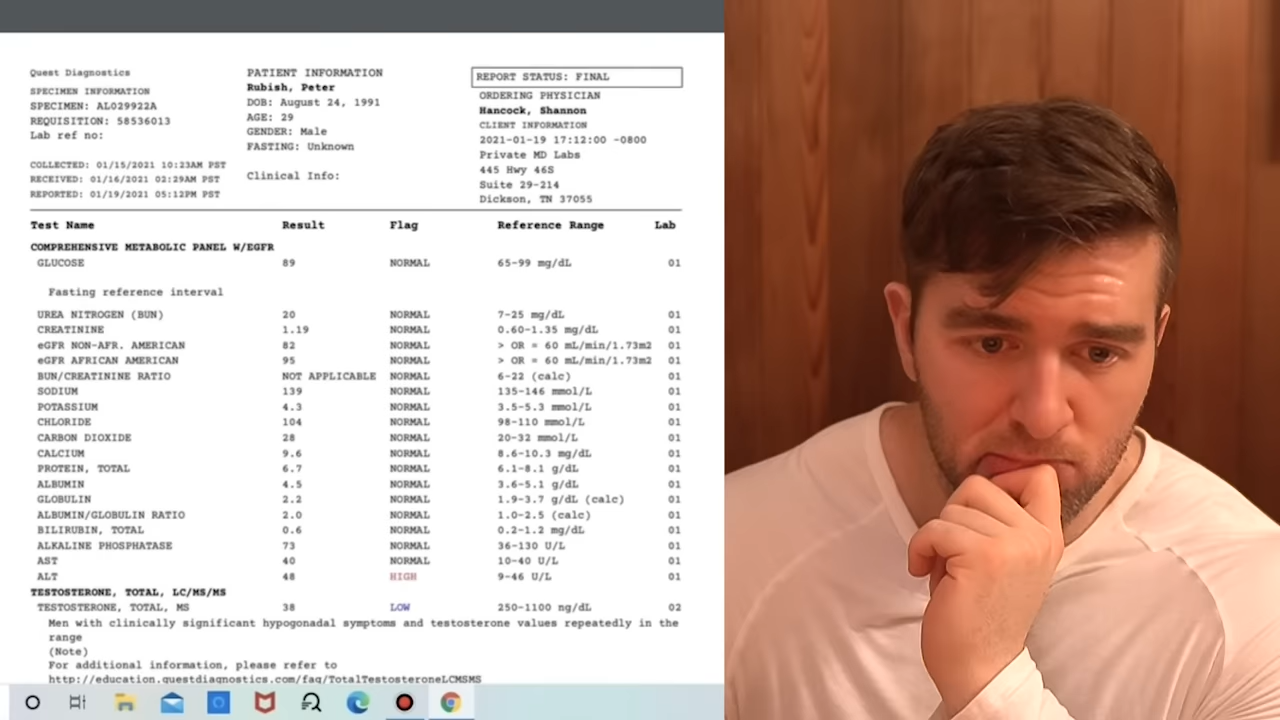 Quest Diagnostics
SPECIMEN INFORMATION
SPECIMEN: AL029922A
REQUISITION: 58536013
Lab ref no:
COLLECTED: 01/15/2021 10:23AM PST
RECEIVED: 01/16/2021 02:29AM PST
REPORTED: 01/19/2021 05:12PM PST
PATIENT INFORMATION
Rubish, Peter
DOB: August 24, 1991
AGE: 29
GENDER: Male
FASTING: Unknown
Clinical Info:
REPORT STATUS: FINAL
ORDERING PHYSICIAN
Hancock, Shannon
CLIENT INFORMATION
2021-01-19 17:12:00 -0800
Private MD Labs
445 Hwy 46S
Suite 29-214
Dickson, TN 37055
Test Name Result Flag Reference Range Lab
COMPREHENSIVE METABOLIC PANEL W/EGFR
GLUCOSE 89 NORMAL 65-99 mg/dL 01
Fasting reference interval
UREA NITROGEN (BUN) 20 NORMAL 7-25 mg/dL 01
CREATININE 1.19 NORMAL 0.60-1.35 mg/dL 01
eGFR NON-AFR. AMERICAN 82 NORMAL > OR = 60 mL/min/1.73m2 01
eGFR AFRICAN AMERICAN 95 NORMAL > OR = 60 mL/min/1.73m2 01
BUN/CREATININE RATIO NOT APPLICABLE NORMAL 6-22 (calc) 01
SODIUM 139 NORMAL 135-146 mmol/L 01
POTASSIUM 4.3 NORMAL 3.5-5.3 mmol/L 01
CHLORIDE 104 NORMAL 98-110 mmol/L 01
CARBON DIOXIDE 28 NORMAL 20-32 mmol/L 01
CALCIUM 9.6 NORMAL 8.6-10.3 mg/dL 01
PROTEIN, TOTAL 6.7 NORMAL 6.1-8.1 g/dL 01
ALBUMIN 4.5 NORMAL 3.6-5.1 g/dL 01
GLOBULIN 2.2 NORMAL 1.9-3.7 g/dL (calc) 01
ALBUMIN/GLOBULIN RATIO 2.0 NORMAL 1.0-2.5 (calc) 01
BILIRUBIN, TOTAL 0.6 NORMAL 0.2-1.2 mg/dL 01
ALKALINE PHOSPHATASE 73 NORMAL 36-130 U/L 01
AST 40 NORMAL 10-40 U/L 01
ALT 48 HIGH 9-46 U/L 01
TESTOSTERONE, TOTAL, LC/MS/MS
TESTOSTERONE, TOTAL, MS 38 LOW 250-1100 ng/dL 02
Men with clinically significant hypogonadal symptoms and testosterone values repeatedly in the
range
(Note)
For additional information, please refer to
http://education.questdiagnostics.com/faq/TotalTestosteroneLCMSMS